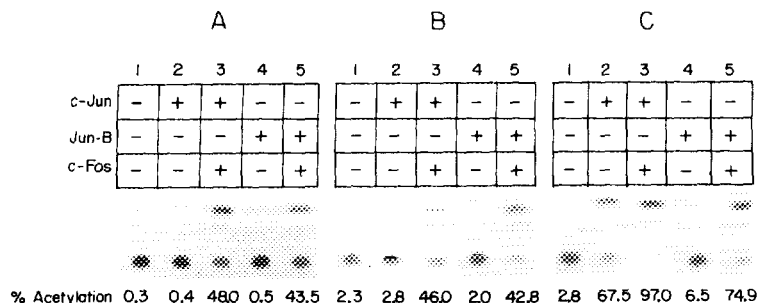 A B C
1 2 3 4 5 1 2 3 4 5 1 2 3 4 5
c-Jun − + + − − − + + − − − + + − −
Jun-B − − − + + − − − + + − − − + +
c-Fos − − + − + − − + − + − − + − +
% Acetylation 0.3 0.4 48.0 0.5 43.5 2.3 2.8 46.0 2.0 42.8 2.8 67.5 97.0 6.5 74.9